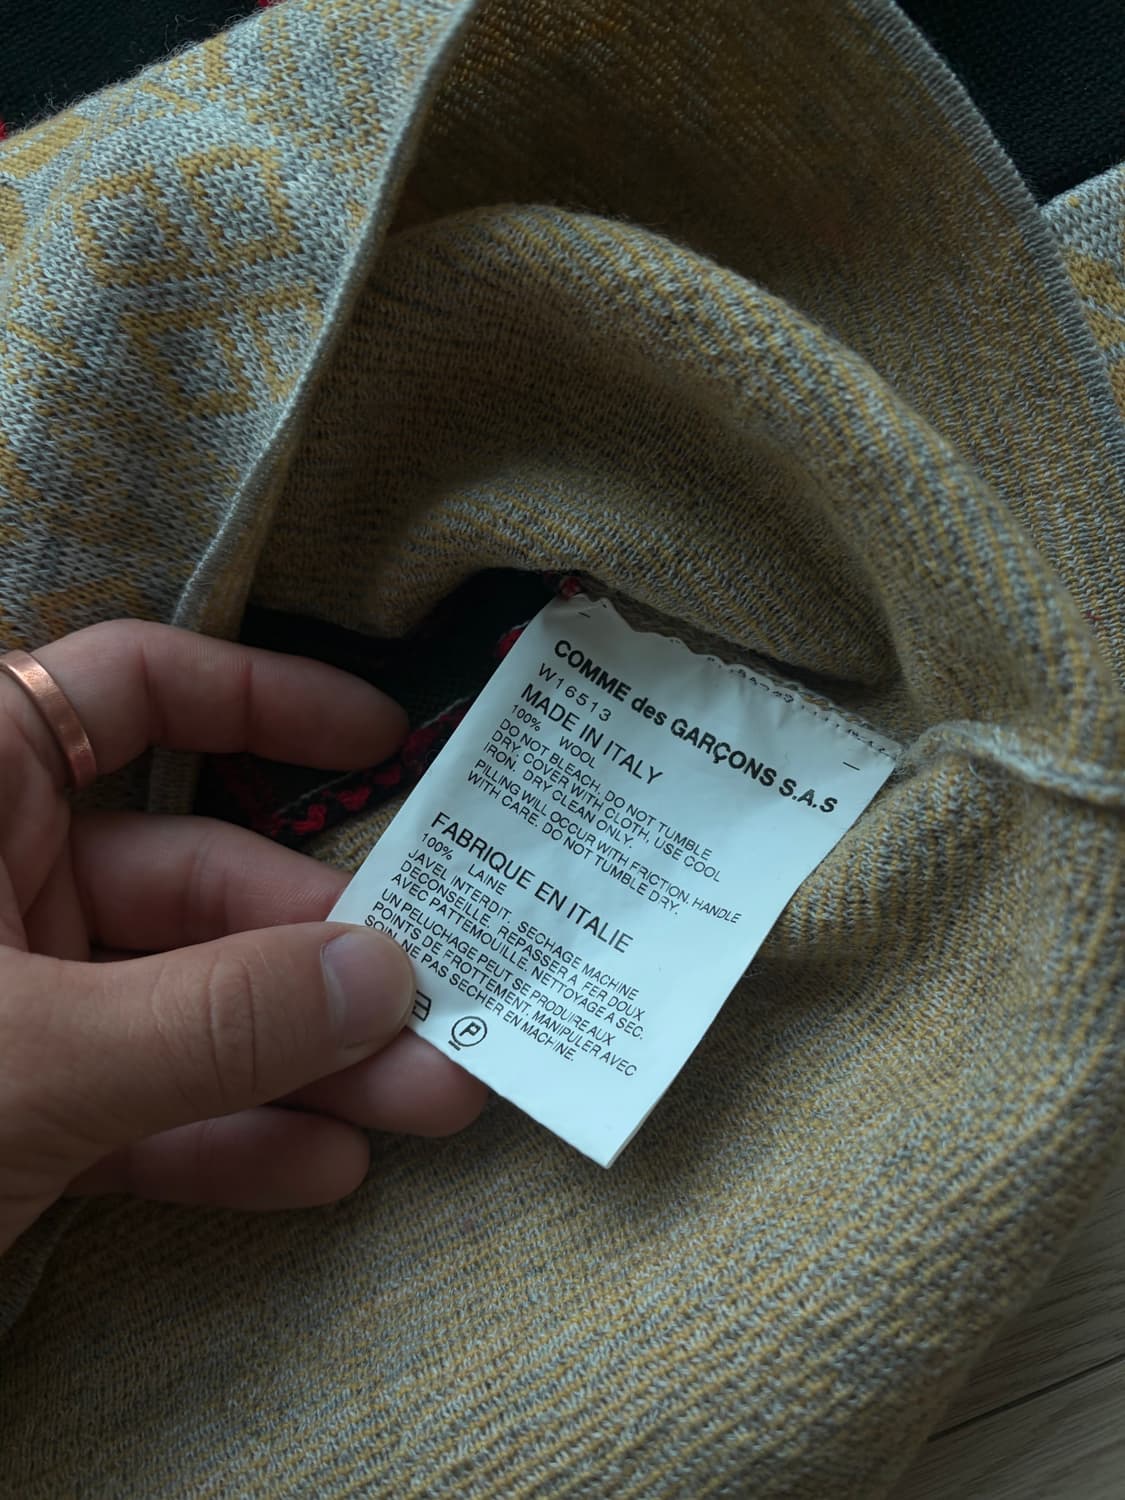 COMME des GARÇONS S.A.S
W16513
MADE IN ITALY
100% WOOL
DO NOT BLEACH, DO NOT TUMBLE
DRY, COVER WITH CLOTH, USE COOL
IRON. DRY CLEAN ONLY.
PILLING WILL OCCUR WITH FRICTION. HANDLE
WITH CARE. DO NOT TUMBLE DRY.
FABRIQUE EN ITALIE
100% LAINE
JAVEL INTERDIT. SECHAGE MACHINE
DECONSEILLE. REPASSER A FER DOUX
AVEC PATTEMOUILLE. NETTOYAGE A SEC.
UN PELUCHAGE PEUT SE PRODUIRE AUX
POINTS DE FROTTEMENT. MANIPULER AVEC
SOIN. NE PAS SECHER EN MACHINE.
P